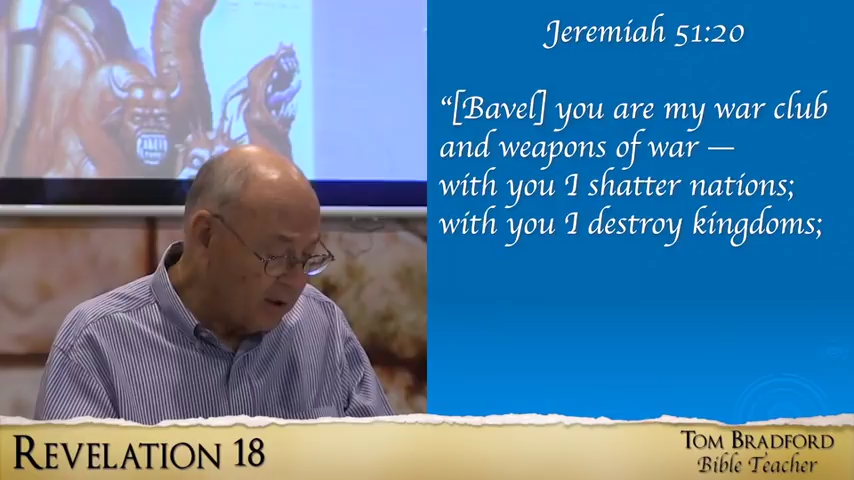 Jeremiah 51:20
"[Bavel] you are my war club
and weapons of war —
with you I shatter nations;
with you I destroy kingdoms;
REVELATION 18
TOM BRADFORD
Bible Teacher